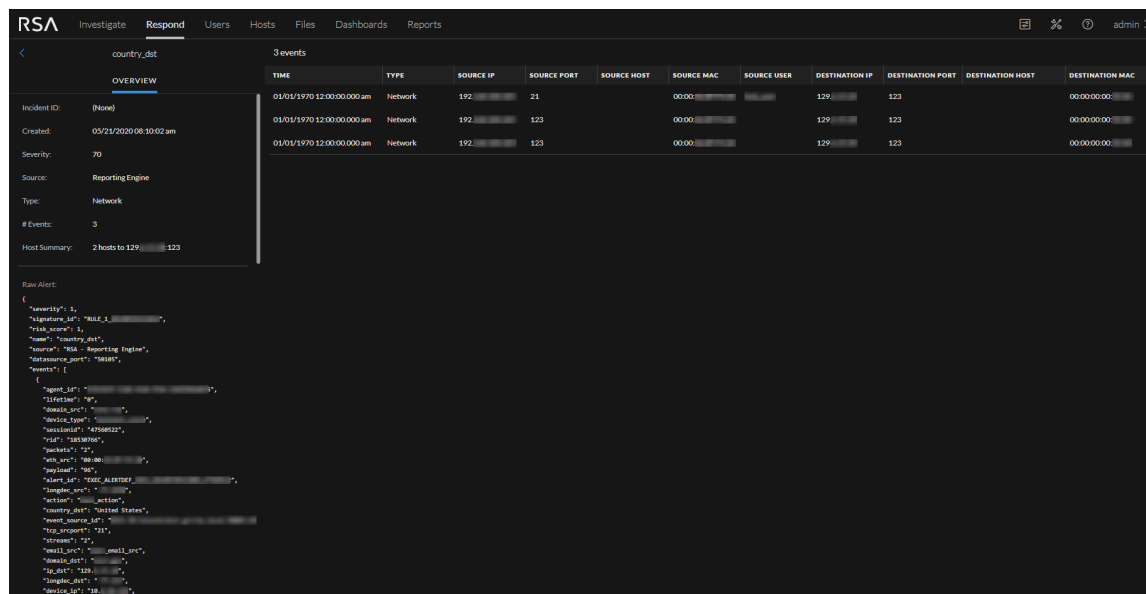 RSA Investigate Respond Users Hosts Files Dashboards Reports admin
country_dst
OVERVIEW
Incident ID: (None)
Created: 05/21/2020 08:10:02 am
Severity: 70
Source: Reporting Engine
Type: Network
# Events: 3
Host Summary: 2 hosts to 129. :123
Raw Alert:
{
"severity": 1,
"signature_id": "RULE_1_ ",
"risk_score": 1,
"name": "country_dst",
"source": "RSA - Reporting Engine",
"datasource_port": "50105",
"events": [
{
"agent_id": " ",
"lifetime": "0",
"domain_src": " ",
"device_type": " ",
"sessionid": "47560522",
"rid": "18530766",
"packets": "2",
"eth_src": "00:00: ",
"payload": "96",
"alert_id": "EXEC_ALERTDEF_ ",
"longdec_src": " ",
"action": " _action",
"country_dst": "United States",
"event_source_id": "
"tcp_srcport": "21",
"streams": "2",
"email_src": " _email_src",
"domain_dst": " ",
"ip_dst": "129. ",
"longdec_dst": " ",
"device_ip": "10. ",
3 events
TIME TYPE SOURCE IP SOURCE PORT SOURCE HOST SOURCE MAC SOURCE USER DESTINATION IP DESTINATION PORT DESTINATION HOST DESTINATION MAC
01/01/1970 12:00:00.000 am Network 192. 21 00:00: 129. 123 00:00:00:00:
01/01/1970 12:00:00.000 am Network 192. 123 00:00: 129. 123 00:00:00:00:
01/01/1970 12:00:00.000 am Network 192. 123 00:00: 129. 123 00:00:00:00: